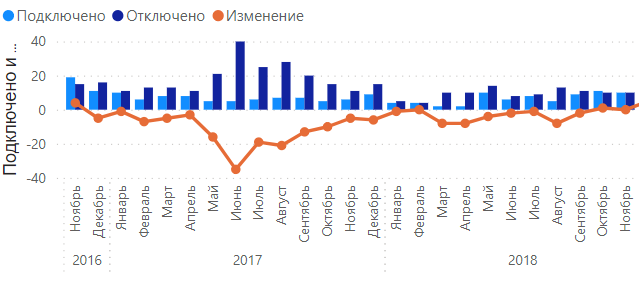 Подключено Отключено Изменение
Подключено и ...
40
20
0
-20
-40
Ноябрь Декабрь Январь Февраль Март Апрель Май Июнь Июль Август Сентябрь Октябрь Ноябрь Декабрь Январь Февраль Март Апрель Май Июнь Июль Август Сентябрь Октябрь Ноябрь
2016 2017 2018